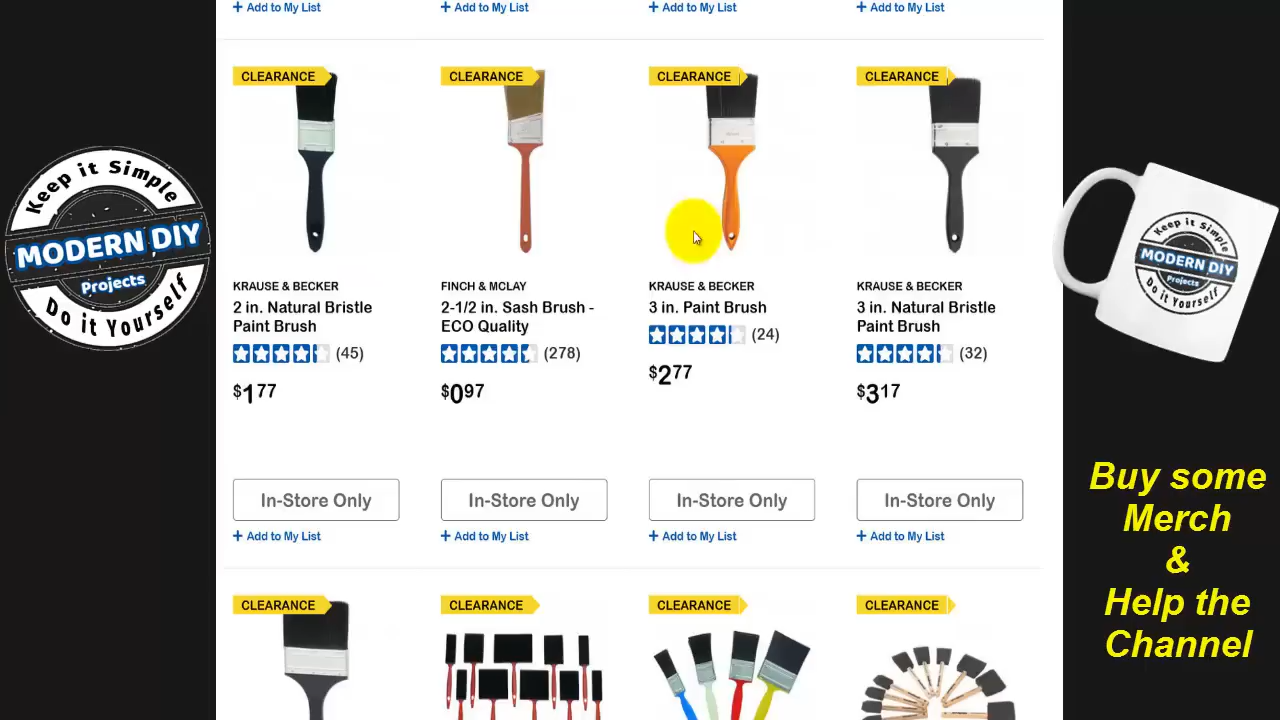 + Add to My List
+ Add to My List
+ Add to My List
+ Add to My List
CLEARANCE
CLEARANCE
CLEARANCE
CLEARANCE
KRAUSE & BECKER
2 in. Natural Bristle
Paint Brush
(45)
$1 77
In-Store Only
+ Add to My List
FINCH & MCLAY
2-1/2 in. Sash Brush -
ECO Quality
(278)
$0 97
In-Store Only
+ Add to My List
KRAUSE & BECKER
3 in. Paint Brush
(24)
$2 77
In-Store Only
+ Add to My List
KRAUSE & BECKER
3 in. Natural Bristle
Paint Brush
(32)
$3 17
In-Store Only
+ Add to My List
CLEARANCE
CLEARANCE
CLEARANCE
CLEARANCE
Keep it Simple
MODERN DIY
Projects
Do it Yourself
Keep it Simple
MODERN DIY
Projects
Do it Yourself
Buy some
Merch
&
Help the
Channel